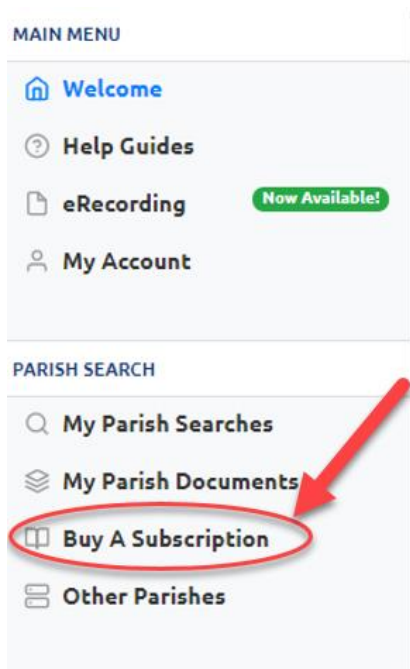 MAIN MENU
Welcome
Help Guides
eRecording Now Available!
My Account
PARISH SEARCH
My Parish Searches
My Parish Documents
Buy A Subscription
Other Parishes